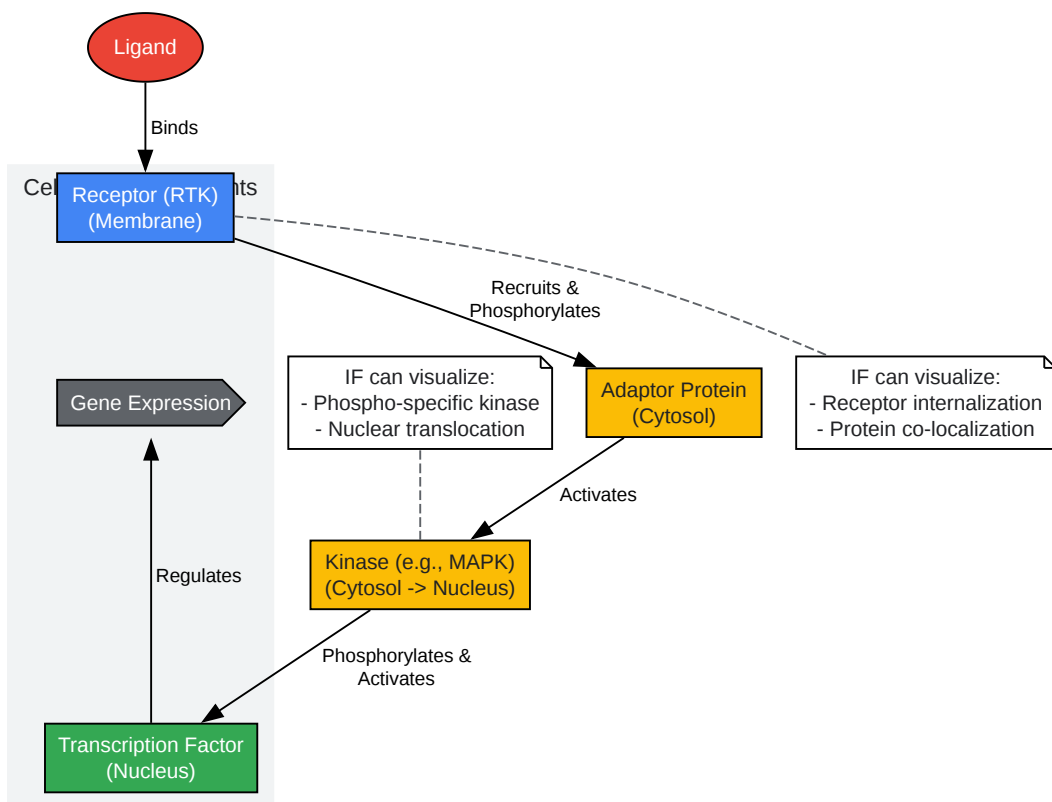 Ligand
Binds
Receptor (RTK)
(Membrane)
Recruits &
Phosphorylates
IF can visualize:
- Phospho-specific kinase
- Nuclear translocation
Adaptor Protein
(Cytosol)
IF can visualize:
- Receptor internalization
- Protein co-localization
Gene Expression
Activates
Kinase (e.g., MAPK)
(Cytosol -> Nucleus)
Regulates
Phosphorylates &
Activates
Transcription Factor
(Nucleus)